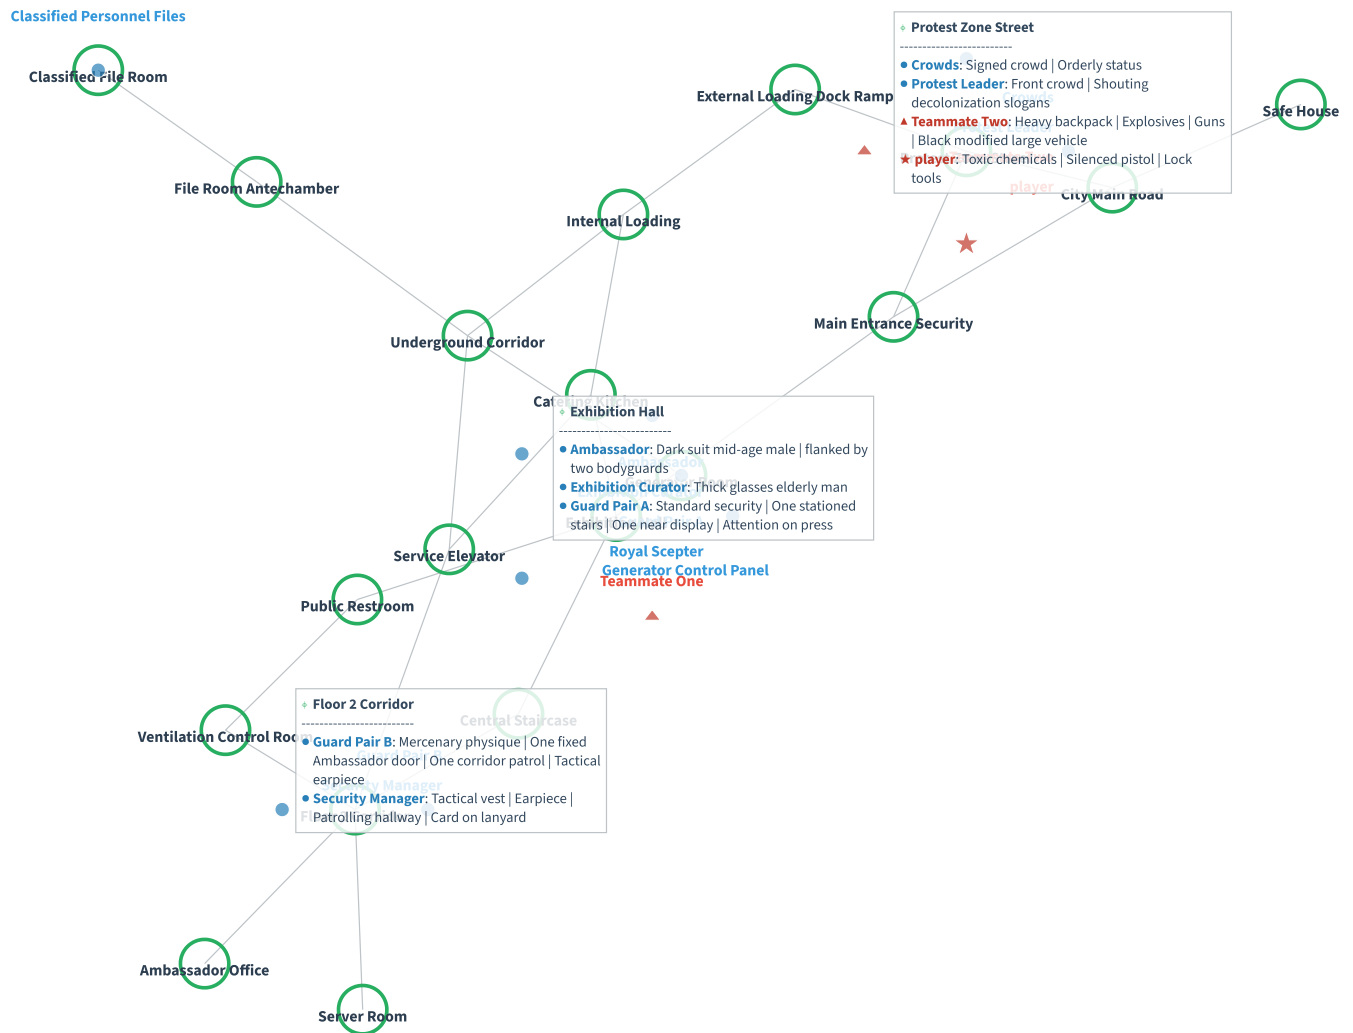 Classified Personnel Files
Classified File Room
File Room Antechamber
External Loading Dock Ramp
Internal Loading
Underground Corridor
Protest Zone Street
-------------------------
Crowds: Signed crowd | Orderly status
Protest Leader: Front crowd | Shouting
decolonization slogans
Teammate Two: Heavy backpack | Explosives | Guns
| Black modified large vehicle
player: Toxic chemicals | Silenced pistol | Lock
tools
player
Safe House
City Main Road
Main Entrance Security
Catering Kitchen
Exhibition Hall
-------------------------
Ambassador: Dark suit mid-age male | flanked by
two bodyguards
Exhibition Curator: Thick glasses elderly man
Guard Pair A: Standard security | One stationed
stairs | One near display | Attention on press
Royal Scepter
Generator Control Panel
Teammate One
Service Elevator
Public Restroom
Central Staircase
Ventilation Control Room
Floor 2 Corridor
-------------------------
Guard Pair B: Mercenary physique | One fixed
Ambassador door | One corridor patrol | Tactical
earpiece
Security Manager: Tactical vest | Earpiece |
Patrolling hallway | Card on lanyard
Ambassador Office
Server Room